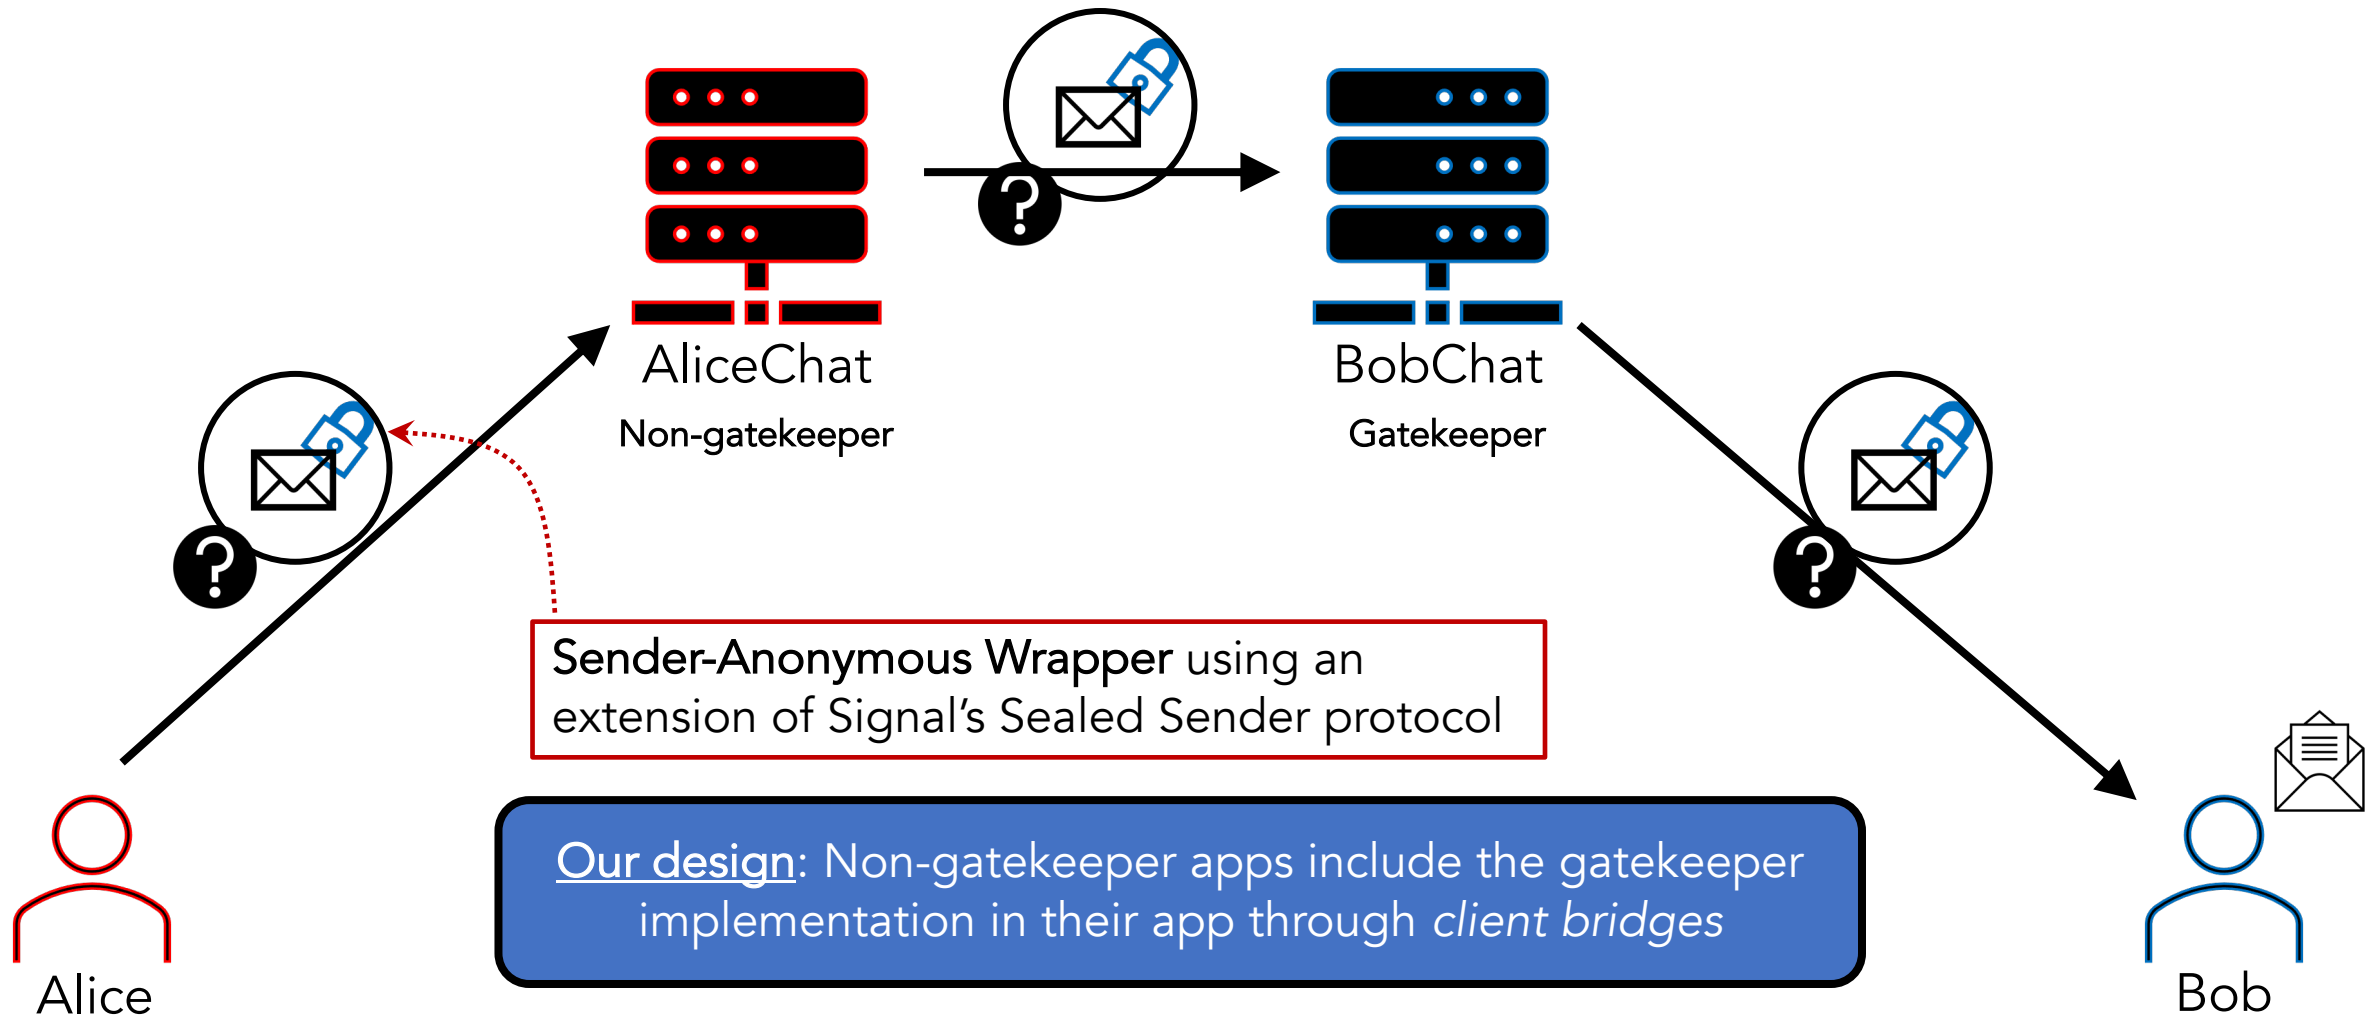 AliceChat
Non-gatekeeper
BobChat
Gatekeeper
?
?
?
Sender-Anonymous Wrapper using an
extension of Signal’s Sealed Sender protocol
Our design: Non-gatekeeper apps include the gatekeeper
implementation in their app through client bridges
Alice
Bob